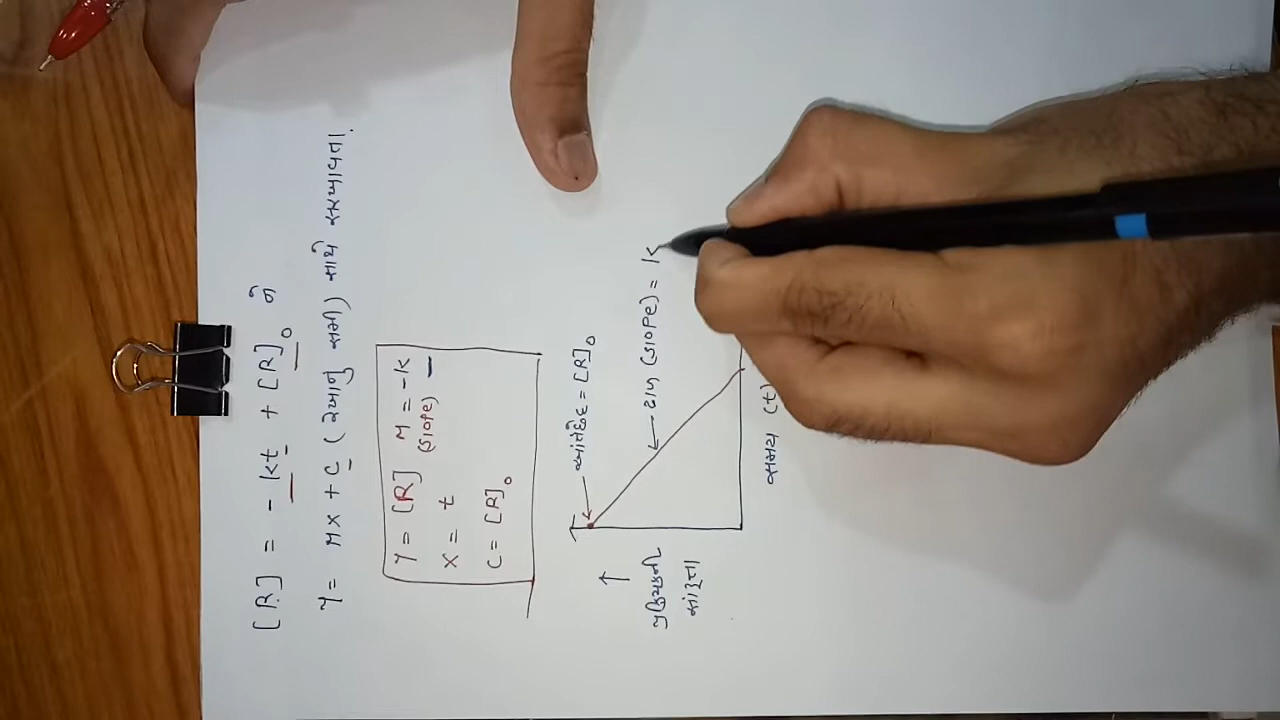 [R] = - kt + [R]₀ ને
y = mx + c (રેખાનું સમી) સાથે સરખાવતા.
Y = [R] M = -k
(slope)
X = t
C = [R]₀
આંતછેદ = [R]₀
ઢાળ (slope) = k
પ્રક્રિયકની
સાંદ્રતા
સમય (t)